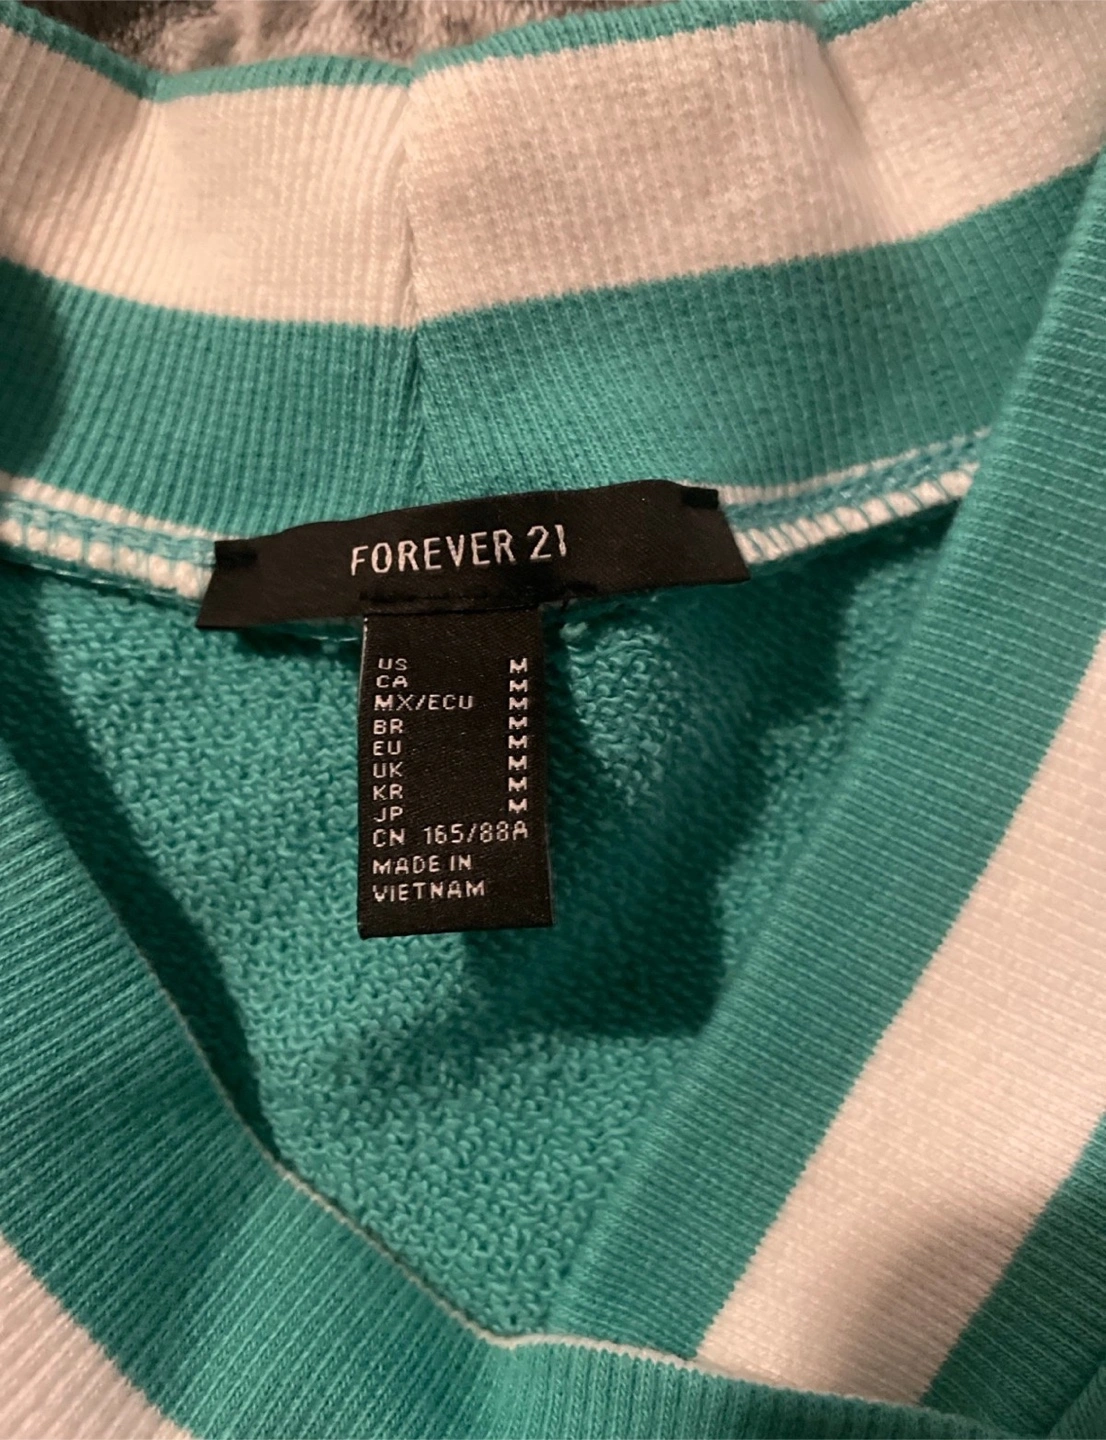 FOREVER 21
US M
CA M
MX/ECU M
BR M
EU M
UK M
KR M
JP M
CN 165/88A
MADE IN
VIETNAM